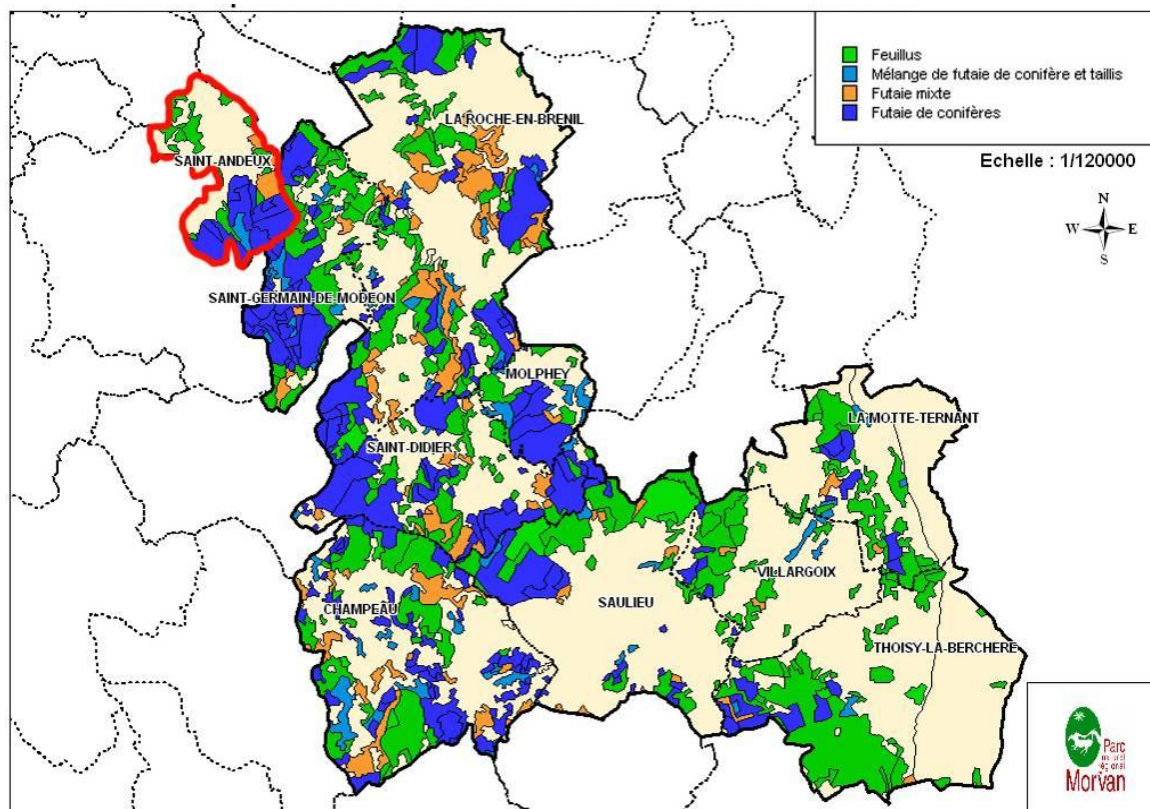 Feuillus
Mélange de futaie de conifère et taillis
Futaie mixte
Futaie de conifères
Echelle : 1/120000
N
W E
S
LA ROCHE-EN-BRENIL
SAINT-ANDEUX
SAINT-GERMAIN-DE-MODEON
MOLPHEY
LA MOTTE-TERNANT
SAINT-DIDIER
VILLARGOIX
SAULIEU
CHAMPEAU
THOISY-LA-BERCHERE
Parc
naturel
régional
Morvan